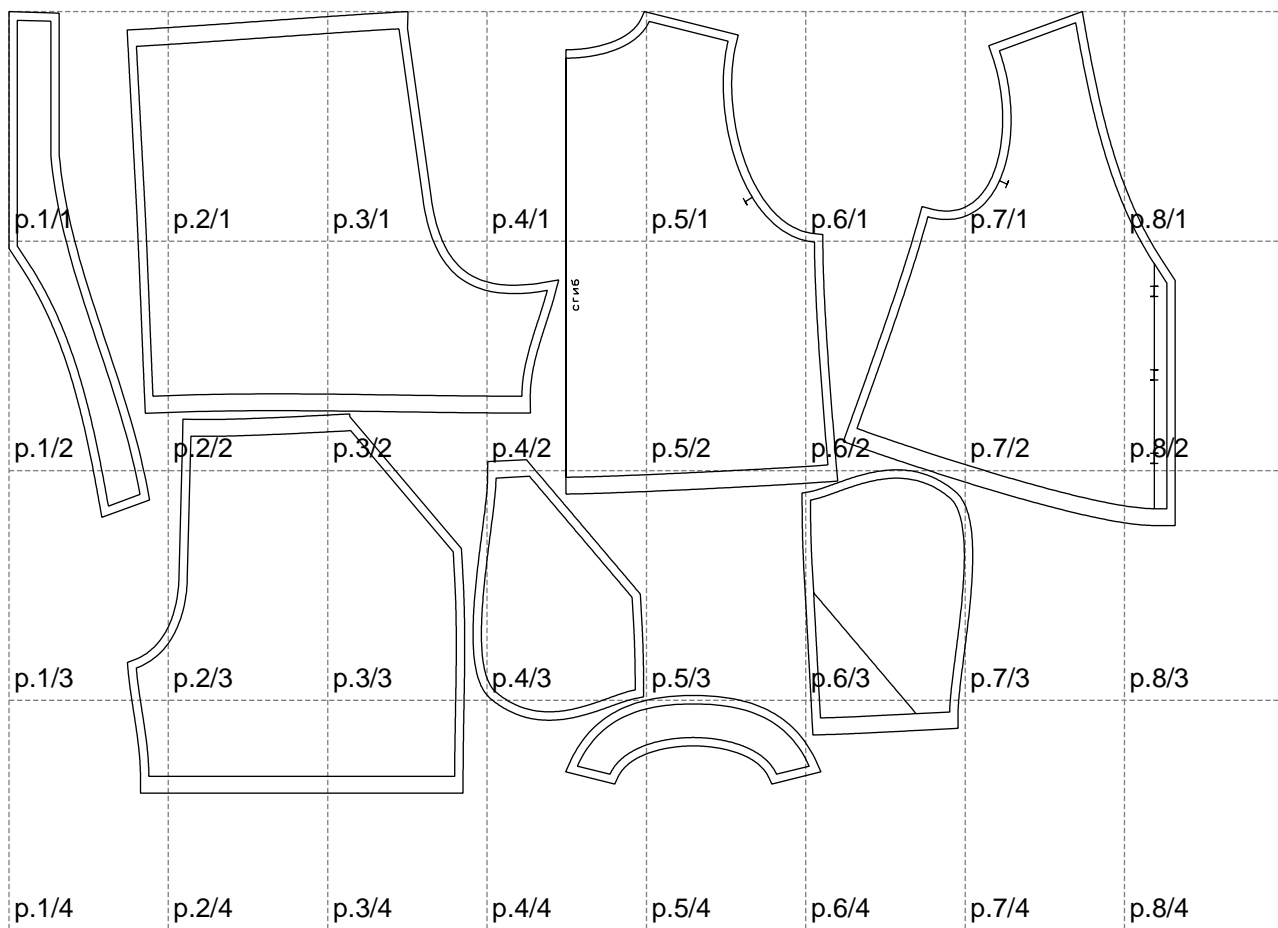 p.1/1 p.2/1 p.3/1 p.4/1 p.5/1 p.6/1 p.7/1 p.8/1
сгиб
p.1/2 p.2/2 p.3/2 p.4/2 p.5/2 p.6/2 p.7/2 p.8/2
p.1/3 p.2/3 p.3/3 p.4/3 p.5/3 p.6/3 p.7/3 p.8/3
p.1/4 p.2/4 p.3/4 p.4/4 p.5/4 p.6/4 p.7/4 p.8/4